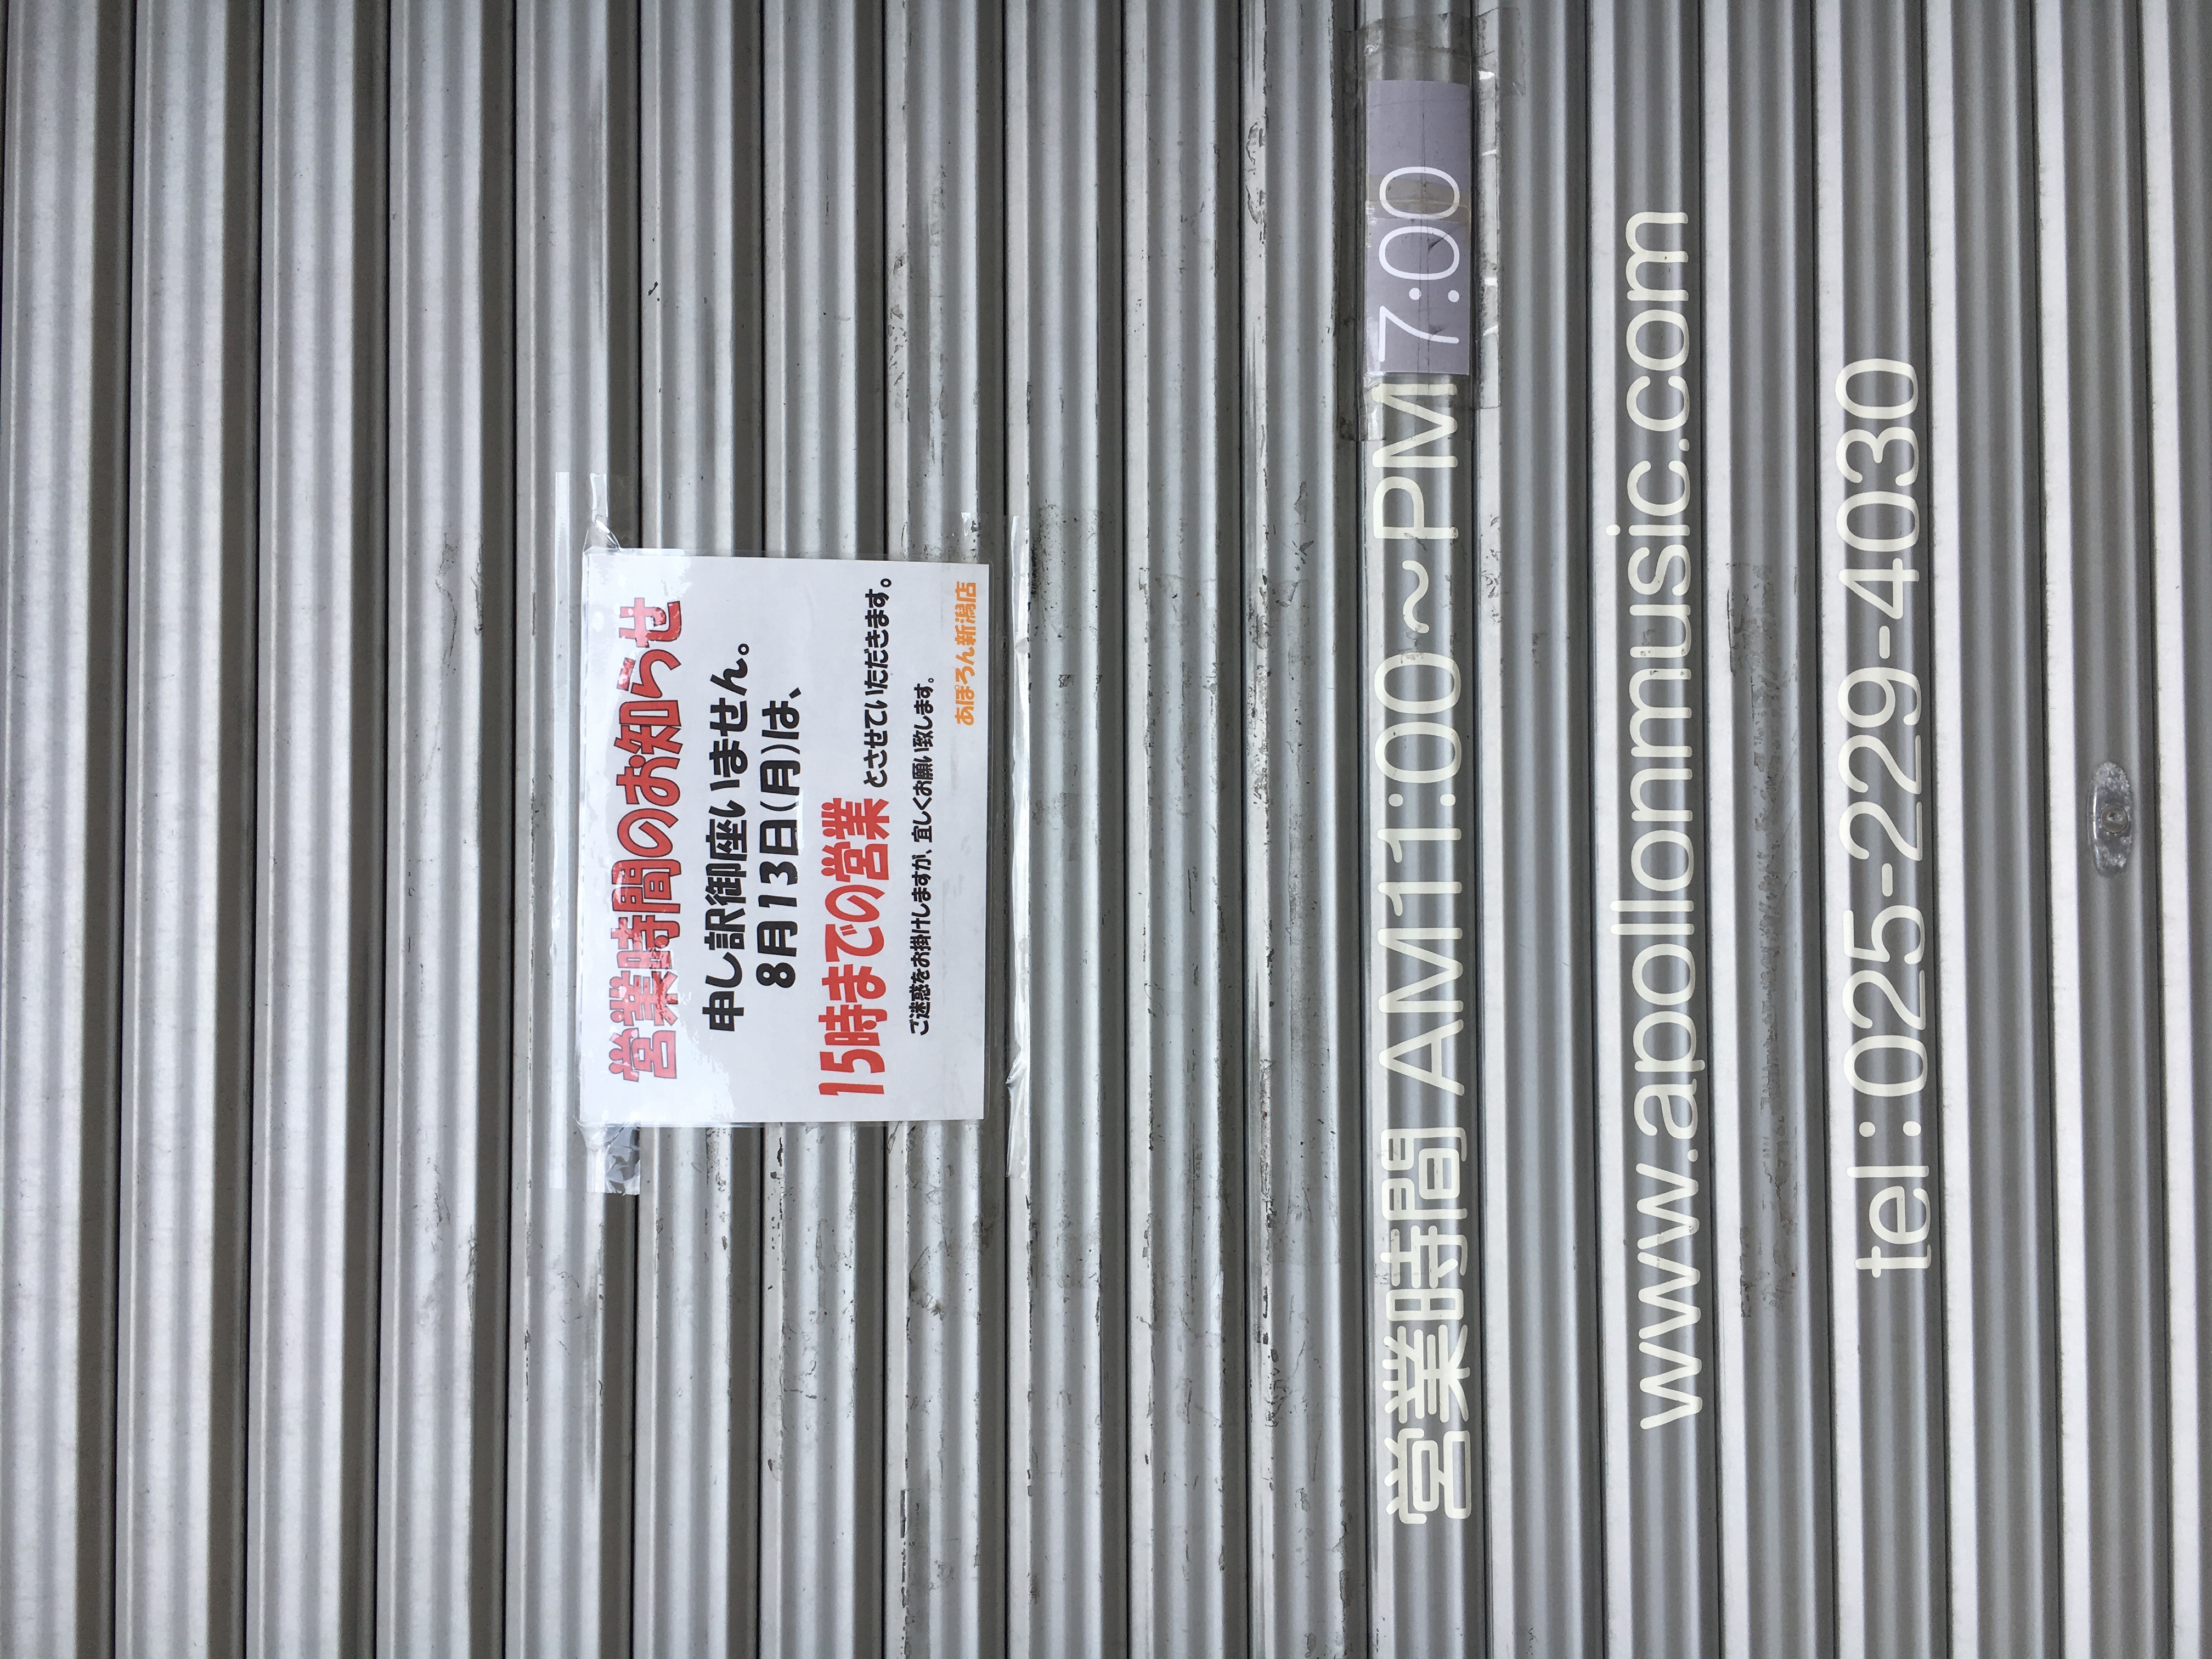 営業時間のお知らせ
申し訳御座いません。
8月13日(月)は、
15時までの営業とさせていただきます。
ご迷惑をお掛けしますが、宜しくお願い致します。
あぽろん新潟店
営業時間 AM11:00〜PM7:00
www.apollonmusic.com
tel:025-229-4030